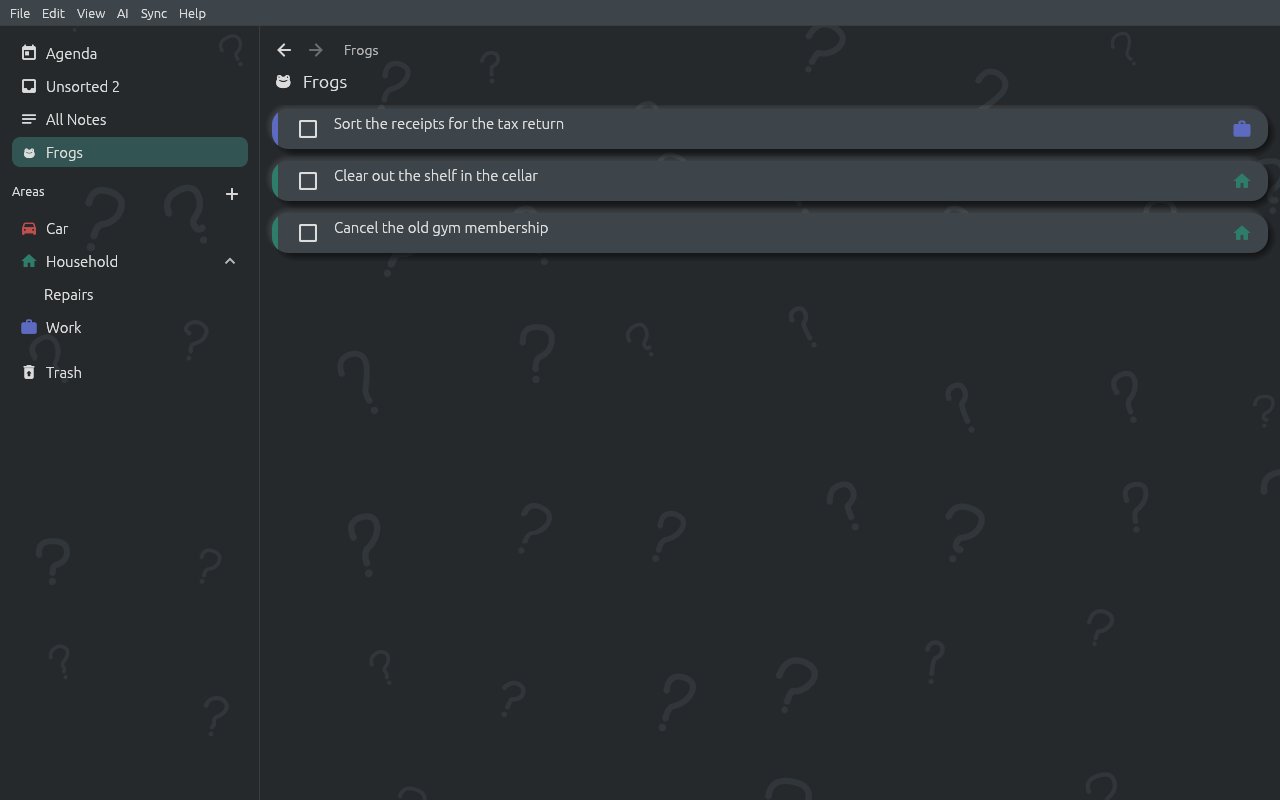 File Edit View AI Sync Help
Agenda
Unsorted 2
All Notes
Frogs
Areas
Car
Household
Repairs
Work
Trash
Frogs
Frogs
Sort the receipts for the tax return
Clear out the shelf in the cellar
Cancel the old gym membership